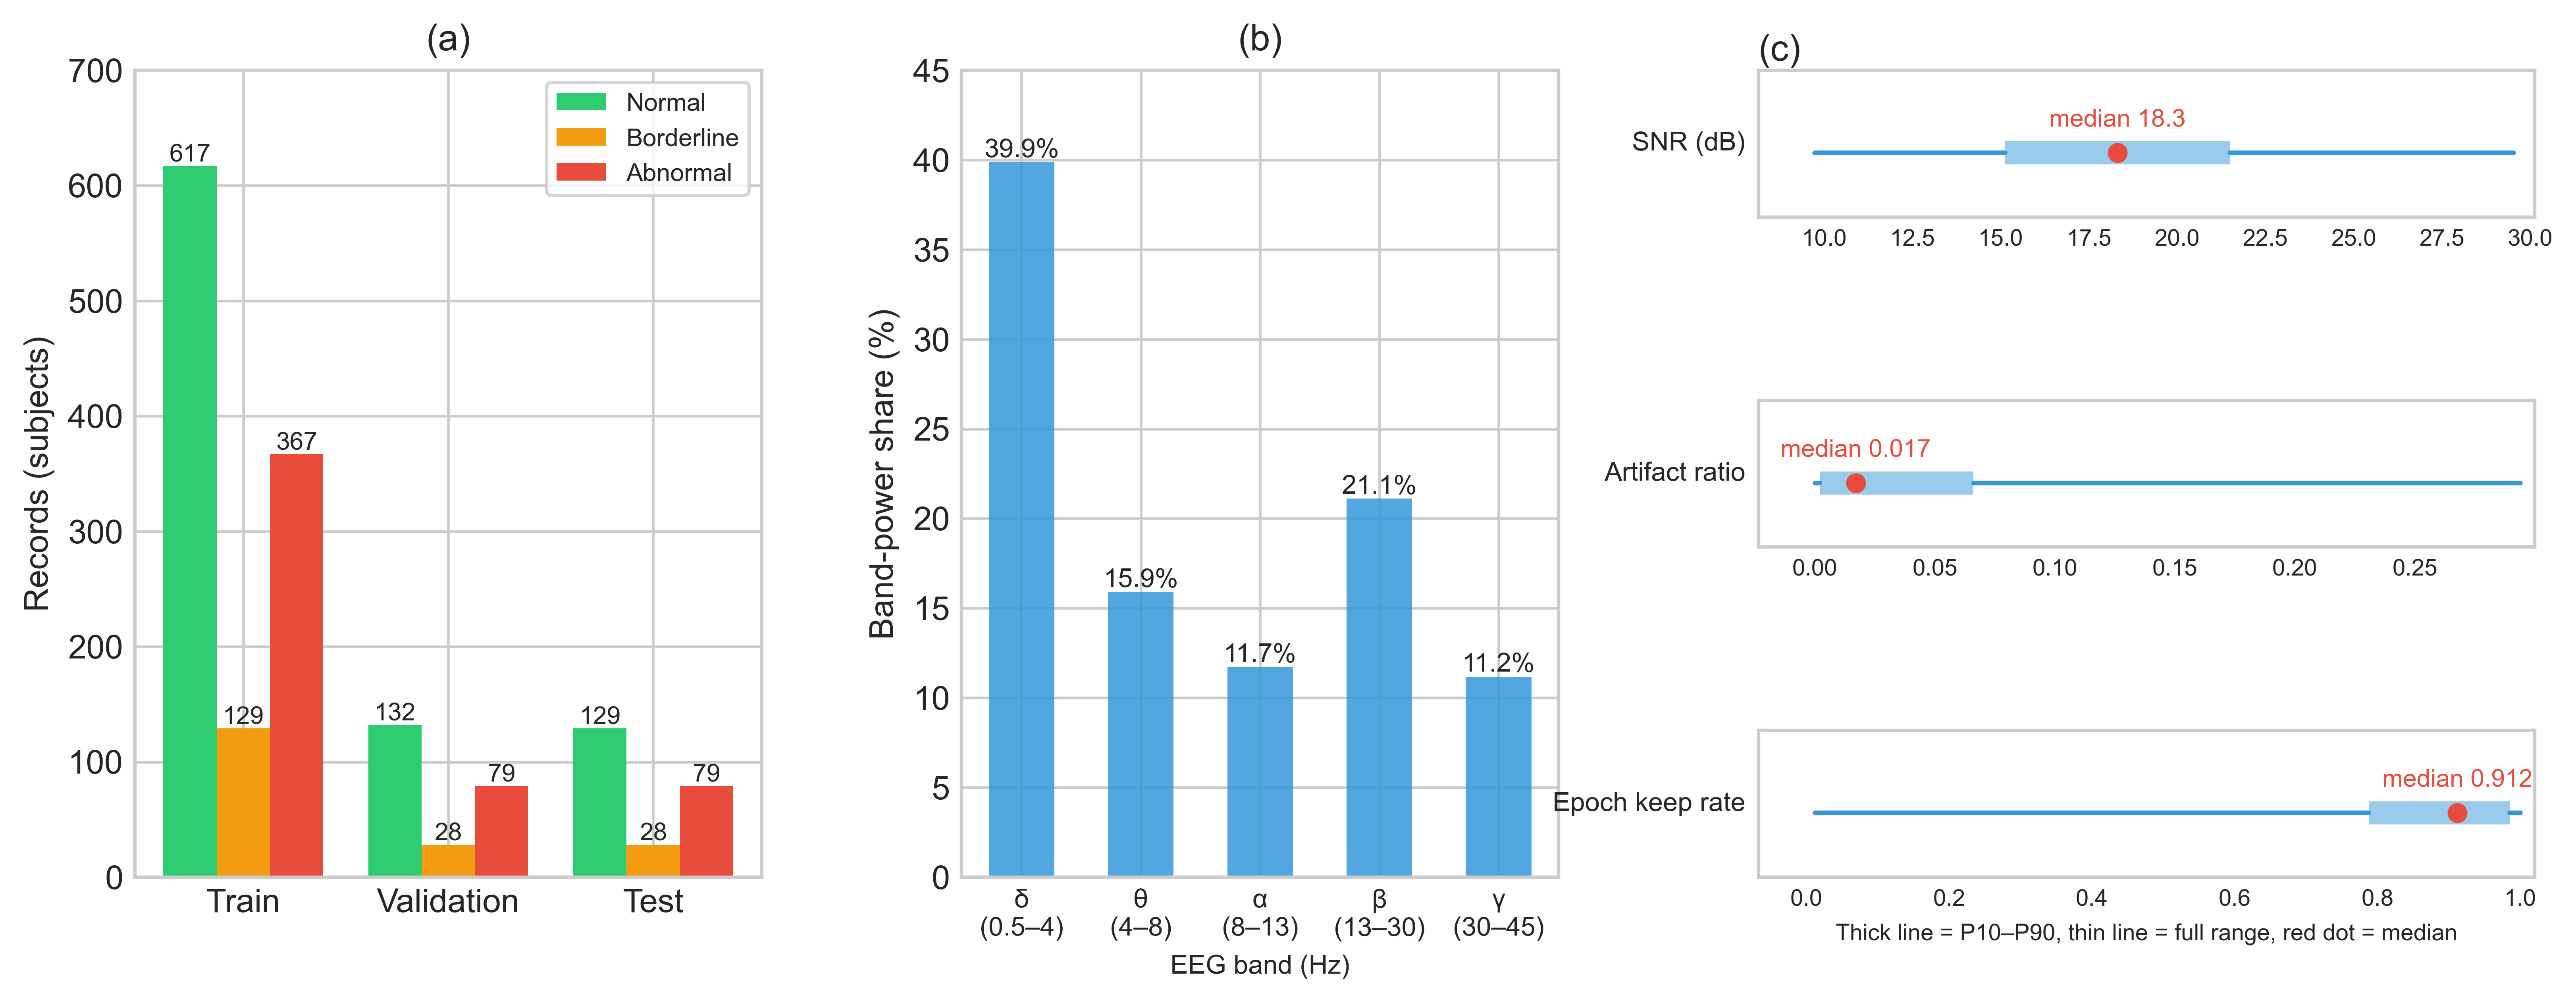 (a)
700
600
500
400
300
200
100
0
Records (subjects)
Normal
Borderline
Abnormal
617
129
367
132
28
79
129
28
79
Train
Validation
Test
(b)
45
40
35
30
25
20
15
10
5
0
Band-power share (%)
39.9%
15.9%
11.7%
21.1%
11.2%
δ
(0.5–4)
θ
(4–8)
α
(8–13)
β
(13–30)
γ
(30–45)
EEG band (Hz)
(c)
SNR (dB)
median 18.3
10.0 12.5 15.0 17.5 20.0 22.5 25.0 27.5 30.0
Artifact ratio
median 0.017
0.00 0.05 0.10 0.15 0.20 0.25
Epoch keep rate
median 0.912
0.0 0.2 0.4 0.6 0.8 1.0
Thick line = P10–P90, thin line = full range, red dot = median